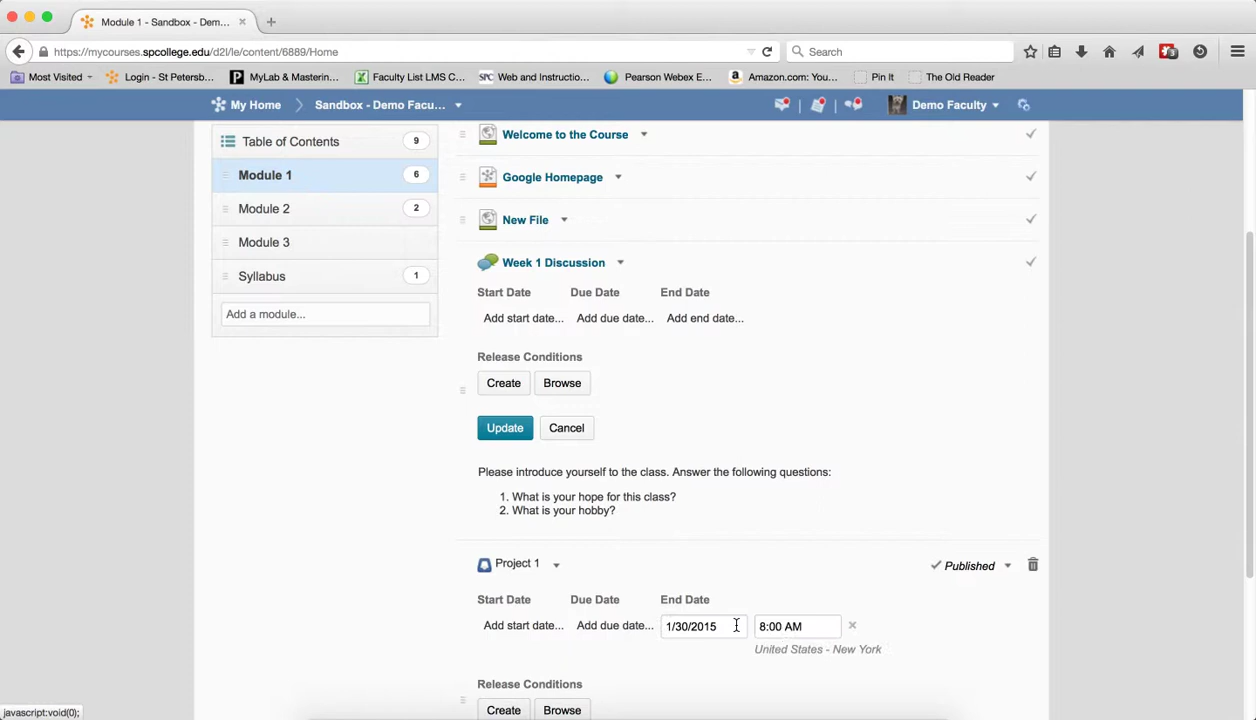 Module 1 - Sandbox - Dem...
https://mycourses.spcollege.edu/d2l/le/content/6889/Home
Search
3
Most Visited
Login - St Petersb...
P MyLab & Mastering...
Faculty List LMS C...
SPC Web and Instructio...
Pearson Webex E...
a Amazon.com: You...
Pin It
The Old Reader
My Home
Sandbox - Demo Facu...
Demo Faculty
Table of Contents 9
Module 1 6
Module 2 2
Module 3
Syllabus 1
Add a module...
Welcome to the Course
Google Homepage
New File
Week 1 Discussion
Start Date Due Date End Date
Add start date... Add due date... Add end date...
Release Conditions
Create Browse
Update Cancel
Please introduce yourself to the class. Answer the following questions:
1. What is your hope for this class?
2. What is your hobby?
Project 1 Published
Start Date Due Date End Date
Add start date... Add due date... 1/30/2015 8:00 AM
United States - New York
Release Conditions
Create Browse
javascript:void(0);